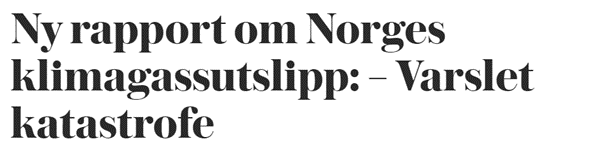 Ny rapport om Norges
klimagassutslipp: – Varslet
katastrofe